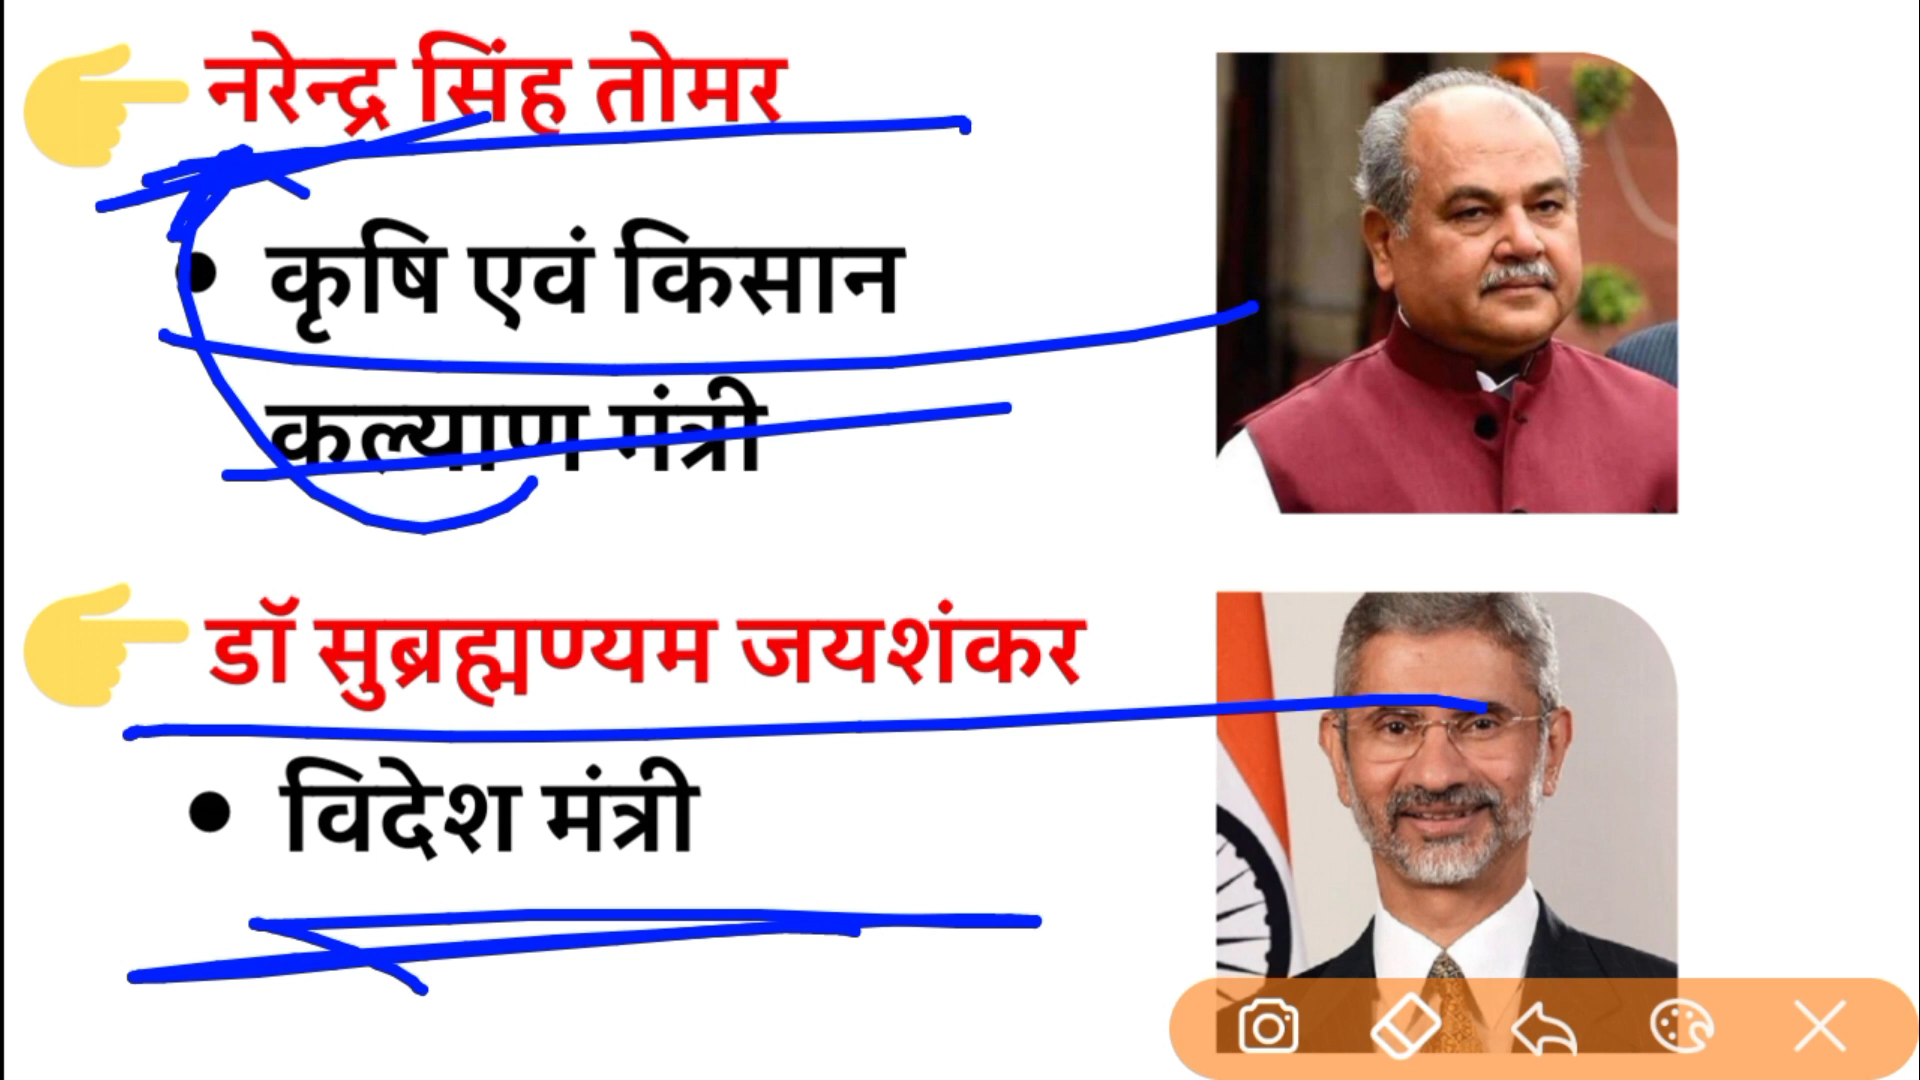 नरेन्द्र सिंह तोमर
• कृषि एवं किसान
कल्याण मंत्री
डॉ सुब्रह्मण्यम जयशंकर
• विदेश मंत्री